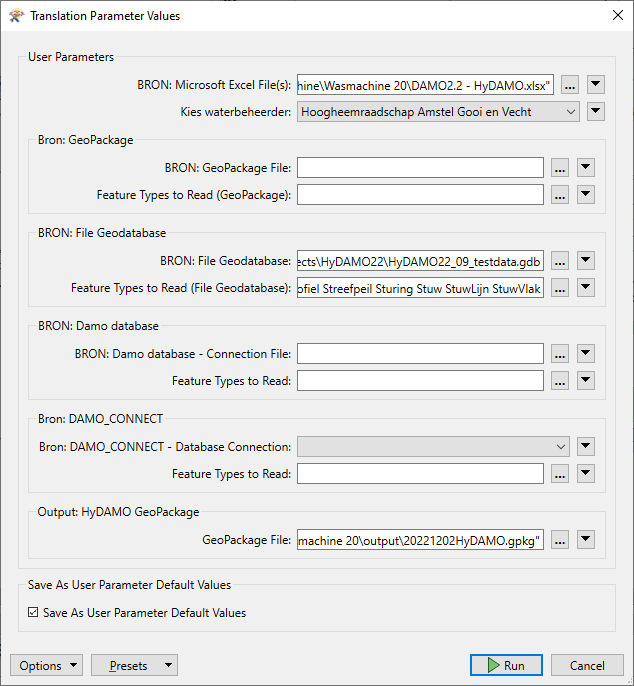 Translation Parameter Values
User Parameters
BRON: Microsoft Excel File(s): hine\Wasmachine 20\DAMO2.2 - HyDAMO.xlsx" ...
Kies waterbeheerder: Hoogheemraadschap Amstel Gooi en Vecht
Bron: GeoPackage
BRON: GeoPackage File: ...
Feature Types to Read (GeoPackage): ...
BRON: File Geodatabase
BRON: File Geodatabase: ects\HyDAMO22\HyDAMO22_09_testdata.gdb ...
Feature Types to Read (File Geodatabase): ofiel Streefpeil Sturing Stuw StuwLijn StuwVlak ...
BRON: Damo database
BRON: Damo database - Connection File: ...
Feature Types to Read: ...
Bron: DAMO_CONNECT
Bron: DAMO_CONNECT - Database Connection:
Feature Types to Read: ...
Output: HyDAMO GeoPackage
GeoPackage File: machine 20\output\20221202HyDAMO.gpkg" ...
Save As User Parameter Default Values
Save As User Parameter Default Values
Options Presets Run Cancel